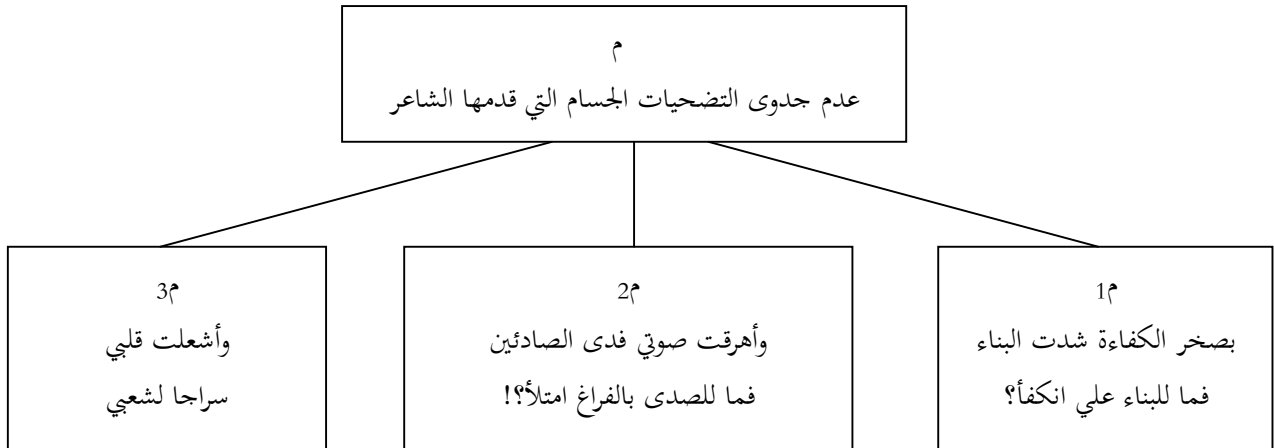 م
عدم جدوى التضحيات الجسام التي قدمها الشاعر
م1
بصخر الكفاءة شدت البناء
فما للبناء علي انكفأ؟
م2
وأهرقت صوتي فدى الصادئين
فما للصدى بالفراغ امتلأ؟!
م3
وأشعلت قلبي
سراجا لشعبي